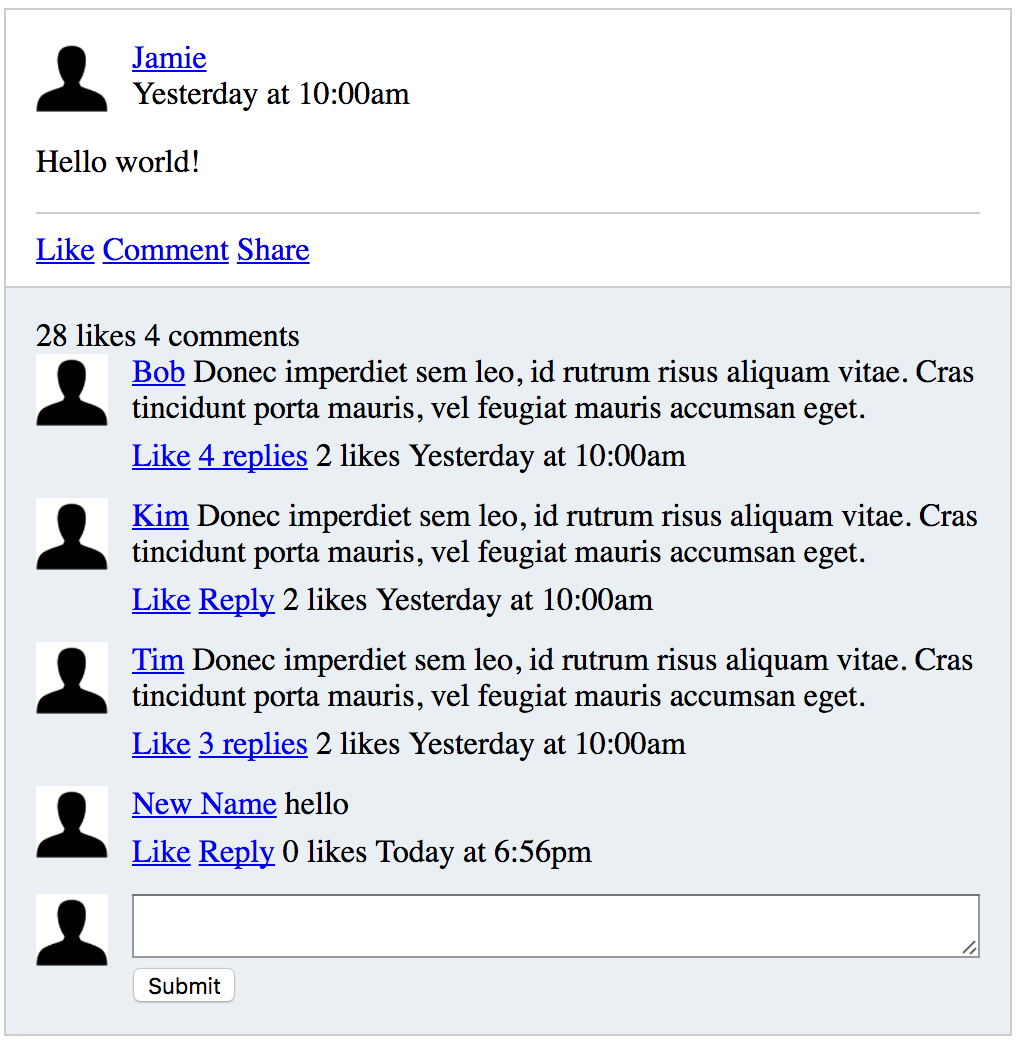 Jamie
Yesterday at 10:00am
Hello world!
Like Comment Share
28 likes 4 comments
Bob Donec imperdiet sem leo, id rutrum risus aliquam vitae. Cras
tincidunt porta mauris, vel feugiat mauris accumsan eget.
Like 4 replies 2 likes Yesterday at 10:00am
Kim Donec imperdiet sem leo, id rutrum risus aliquam vitae. Cras
tincidunt porta mauris, vel feugiat mauris accumsan eget.
Like Reply 2 likes Yesterday at 10:00am
Tim Donec imperdiet sem leo, id rutrum risus aliquam vitae. Cras
tincidunt porta mauris, vel feugiat mauris accumsan eget.
Like 3 replies 2 likes Yesterday at 10:00am
New Name hello
Like Reply 0 likes Today at 6:56pm
Submit